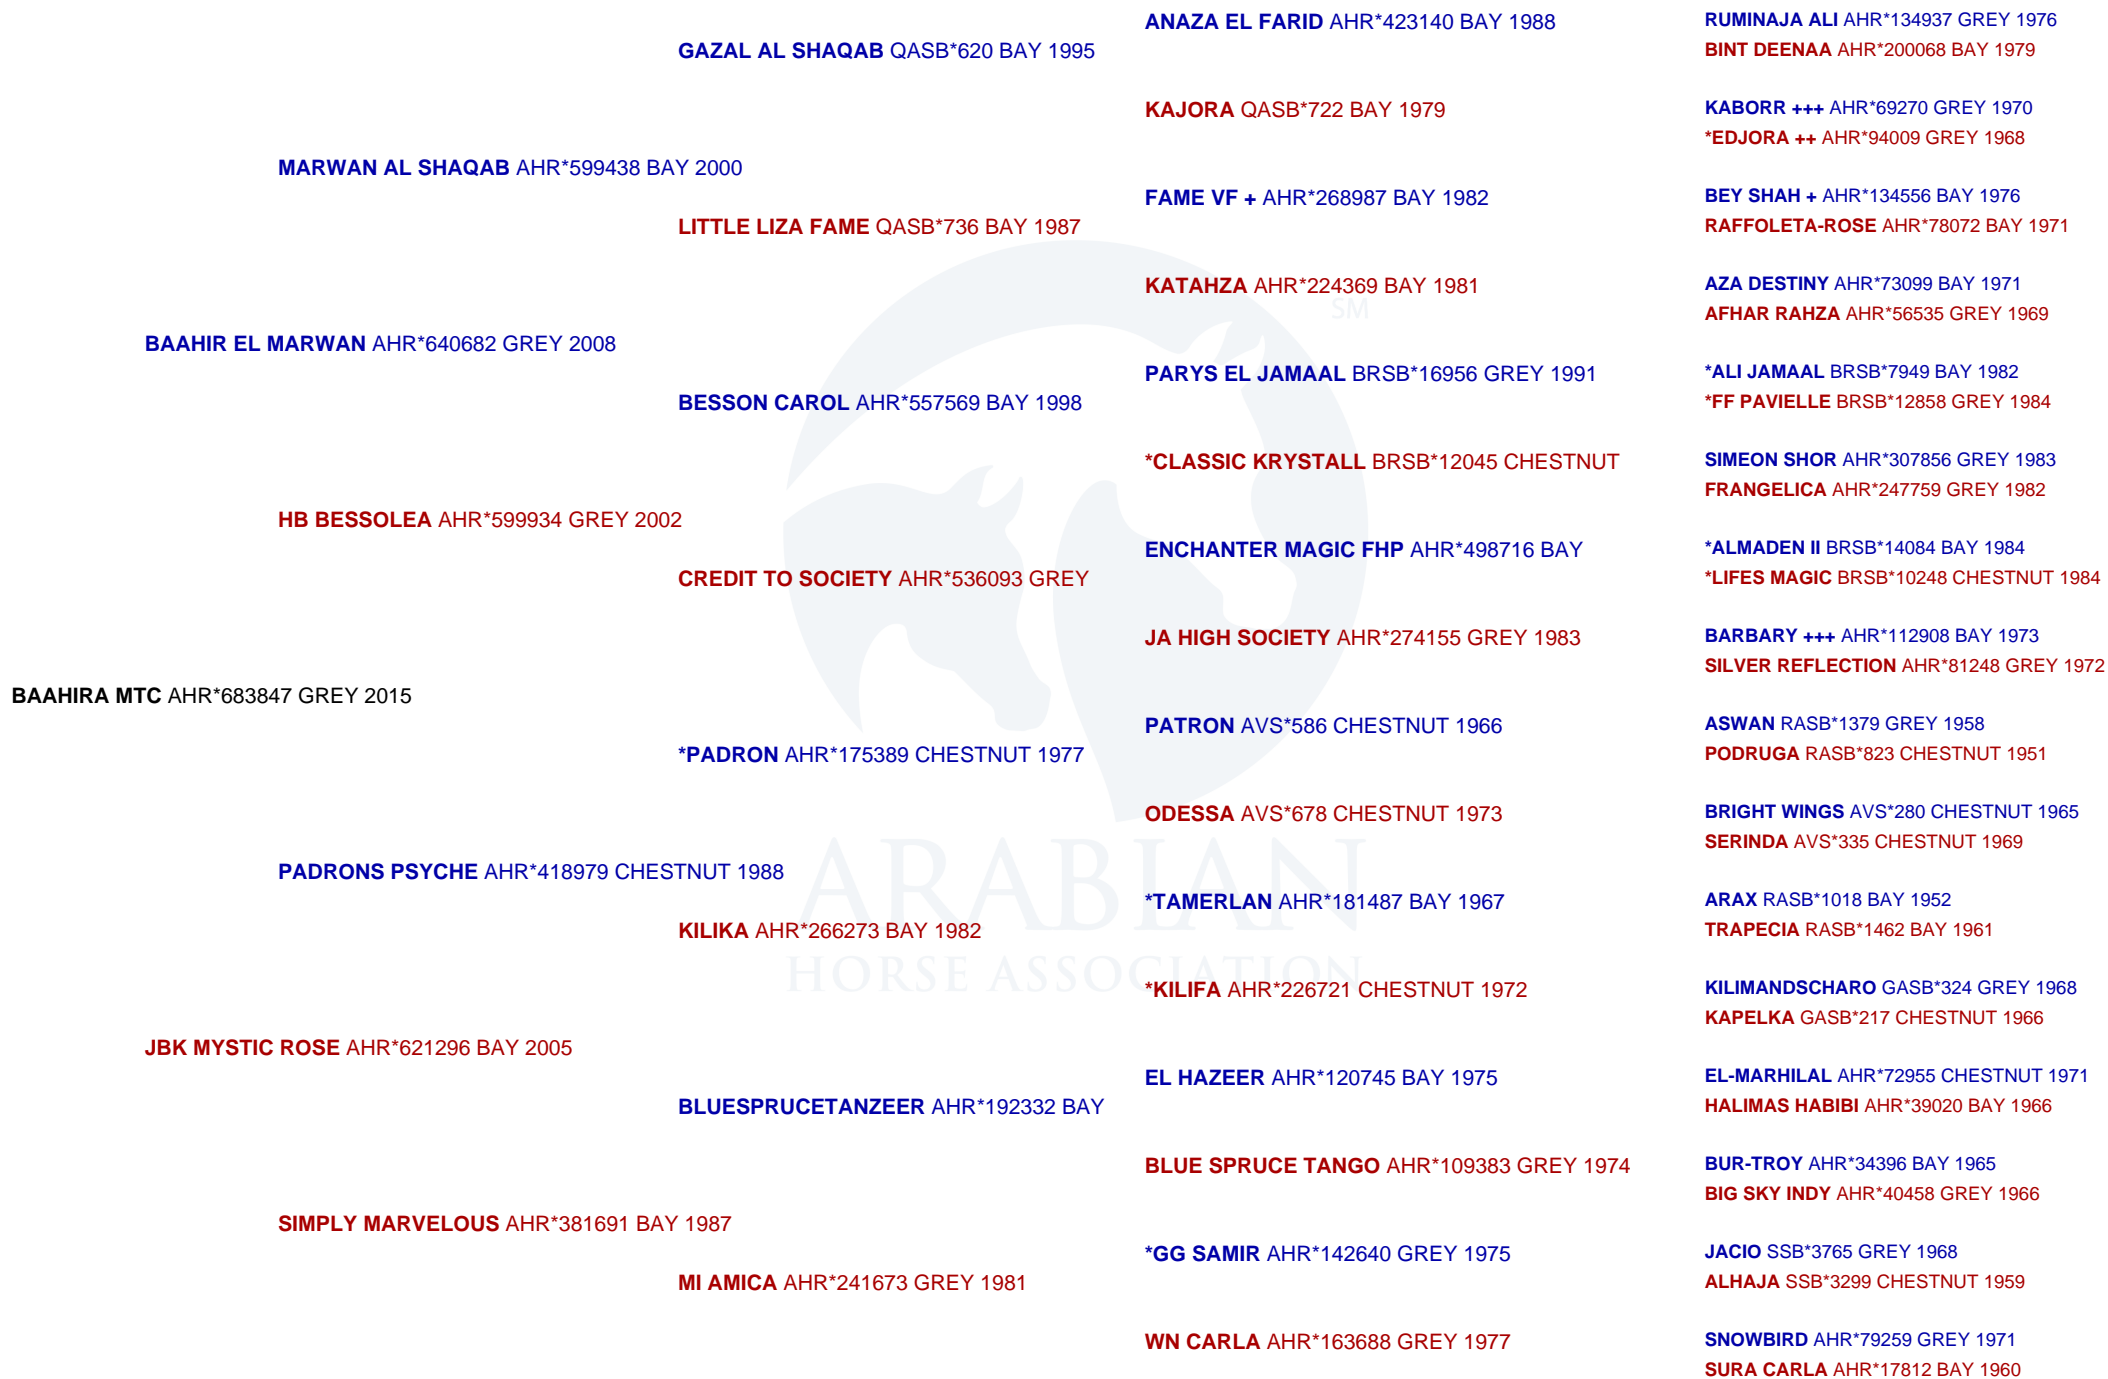 ANAZA EL FARID AHR*423140 BAY 1988
RUMINAJA ALI AHR*134937 GREY 1976
GAZAL AL SHAQAB QASB*620 BAY 1995
BINT DEENAA AHR*200068 BAY 1979
KAJORA QASB*722 BAY 1979
KABORR +++ AHR*69270 GREY 1970
*EDJORA ++ AHR*94009 GREY 1968
MARWAN AL SHAQAB AHR*599438 BAY 2000
FAME VF + AHR*268987 BAY 1982
BEY SHAH + AHR*134556 BAY 1976
LITTLE LIZA FAME QASB*736 BAY 1987
RAFFOLETA-ROSE AHR*78072 BAY 1971
KATAHZA AHR*224369 BAY 1981
AZA DESTINY AHR*73099 BAY 1971
SM
AFHAR RAHZA AHR*56535 GREY 1969
BAAHIR EL MARWAN AHR*640682 GREY 2008
PARYS EL JAMAAL BRSB*16956 GREY 1991
*ALI JAMAAL BRSB*7949 BAY 1982
BESSON CAROL AHR*557569 BAY 1998
*FF PAVIELLE BRSB*12858 GREY 1984
*CLASSIC KRYSTALL BRSB*12045 CHESTNUT
SIMEON SHOR AHR*307856 GREY 1983
FRANGELICA AHR*247759 GREY 1982
HB BESSOLEA AHR*599934 GREY 2002
ENCHANTER MAGIC FHP AHR*498716 BAY
*ALMADEN II BRSB*14084 BAY 1984
CREDIT TO SOCIETY AHR*536093 GREY
*LIFES MAGIC BRSB*10248 CHESTNUT 1984
JA HIGH SOCIETY AHR*274155 GREY 1983
BARBARY +++ AHR*112908 BAY 1973
SILVER REFLECTION AHR*81248 GREY 1972
BAAHIRA MTC AHR*683847 GREY 2015
PATRON AVS*586 CHESTNUT 1966
ASWAN RASB*1379 GREY 1958
*PADRON AHR*175389 CHESTNUT 1977
PODRUGA RASB*823 CHESTNUT 1951
ODESSA AVS*678 CHESTNUT 1973
BRIGHT WINGS AVS*280 CHESTNUT 1965
SERINDA AVS*335 CHESTNUT 1969
PADRONS PSYCHE AHR*418979 CHESTNUT 1988
ARABIAN
*TAMERLAN AHR*181487 BAY 1967
ARAX RASB*1018 BAY 1952
KILIKA AHR*266273 BAY 1982
TRAPECIA RASB*1462 BAY 1961
HORSE ASSOCIATION
*KILIFA AHR*226721 CHESTNUT 1972
KILIMANDSCHARO GASB*324 GREY 1968
KAPELKA GASB*217 CHESTNUT 1966
JBK MYSTIC ROSE AHR*621296 BAY 2005
EL HAZEER AHR*120745 BAY 1975
EL-MARHILAL AHR*72955 CHESTNUT 1971
BLUESPRUCETANZEER AHR*192332 BAY
HALIMAS HABIBI AHR*39020 BAY 1966
BLUE SPRUCE TANGO AHR*109383 GREY 1974
BUR-TROY AHR*34396 BAY 1965
BIG SKY INDY AHR*40458 GREY 1966
SIMPLY MARVELOUS AHR*381691 BAY 1987
*GG SAMIR AHR*142640 GREY 1975
JACIO SSB*3765 GREY 1968
MI AMICA AHR*241673 GREY 1981
ALHAJA SSB*3299 CHESTNUT 1959
WN CARLA AHR*163688 GREY 1977
SNOWBIRD AHR*79259 GREY 1971
SURA CARLA AHR*17812 BAY 1960